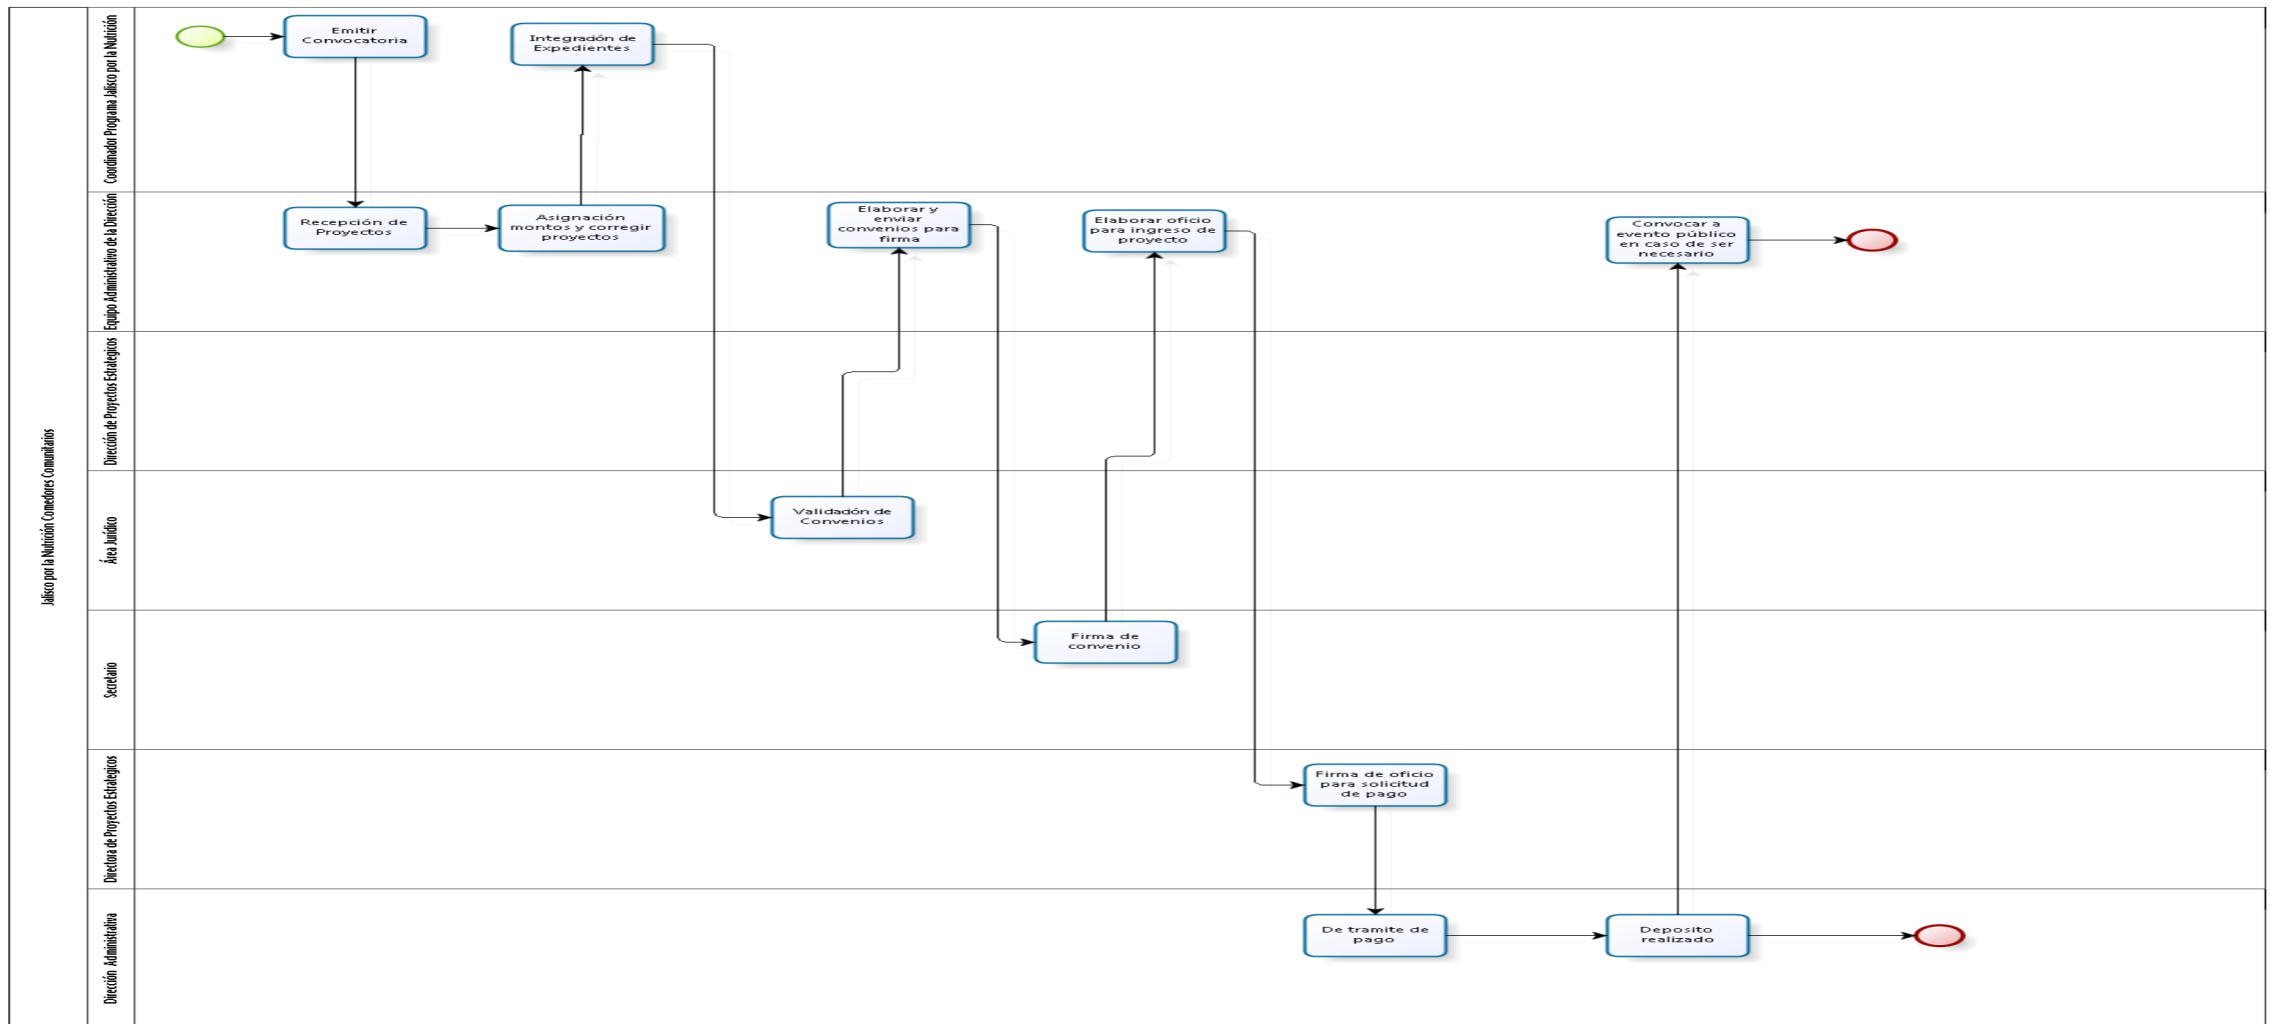 Jalisco por la Nutrición Comedores Comunitarios
Coordinador Programa Jalisco por la Nutrición
Emitir
Convocatoria
Integración de
Expedientes
Equipo Administrativo de la Dirección
Recepción de
Proyectos
Asignación
montos y corregir
proyectos
Elaborar y
enviar
convenios para
firma
Elaborar oficio
para ingreso de
proyecto
Convocar a
evento público
en caso de ser
necesario
Dirección de Proyectos Estrategicos
Área Jurídico
Validación de
Convenios
Secretario
Firma de
convenio
Directora de Proyectos Estrategicos
Firma de oficio
para solicitud
de pago
Dirección Administrativa
De tramite de
pago
Deposito
realizado